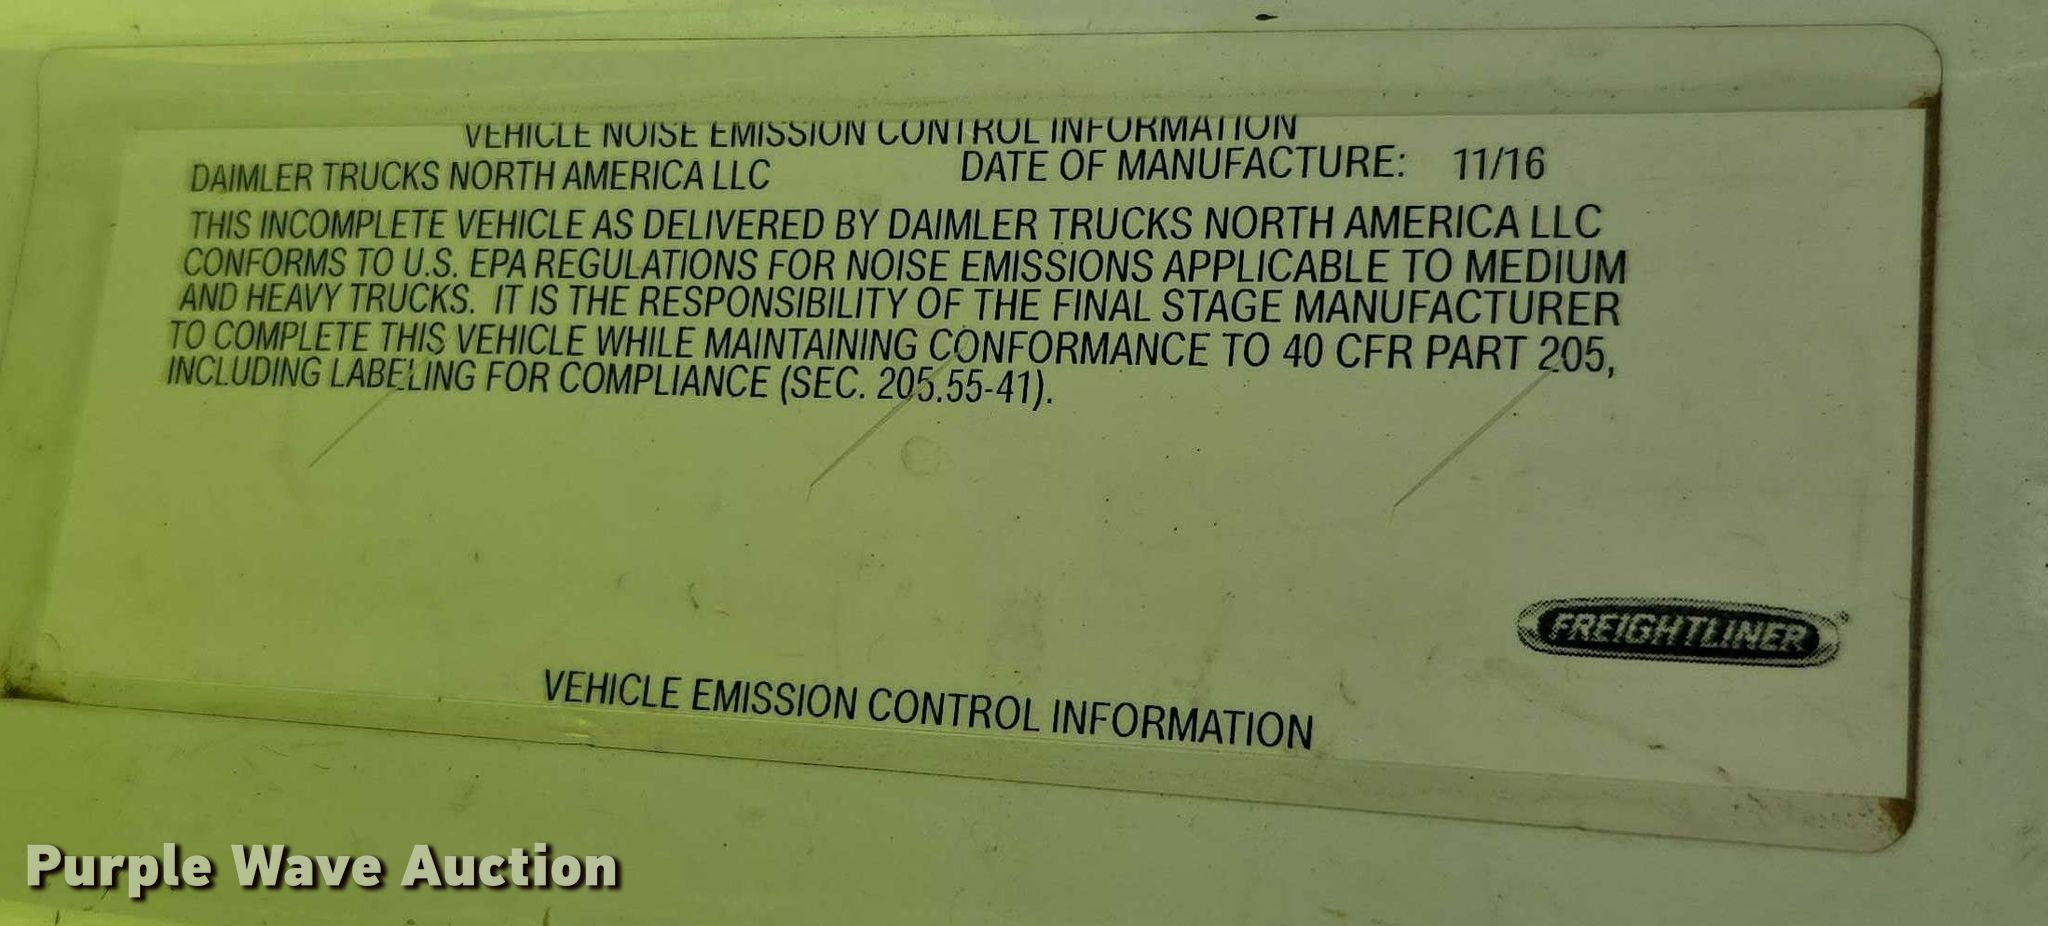 VEHICLE NOISE EMISSION CONTROL INFORMATION
DAIMLER TRUCKS NORTH AMERICA LLC DATE OF MANUFACTURE: 11/16
THIS INCOMPLETE VEHICLE AS DELIVERED BY DAIMLER TRUCKS NORTH AMERICA LLC
CONFORMS TO U.S. EPA REGULATIONS FOR NOISE EMISSIONS APPLICABLE TO MEDIUM
AND HEAVY TRUCKS. IT IS THE RESPONSIBILITY OF THE FINAL STAGE MANUFACTURER
TO COMPLETE THIS VEHICLE WHILE MAINTAINING CONFORMANCE TO 40 CFR PART 205,
INCLUDING LABELING FOR COMPLIANCE (SEC. 205.55-41).
FREIGHTLINER
VEHICLE EMISSION CONTROL INFORMATION
Purple Wave Auction